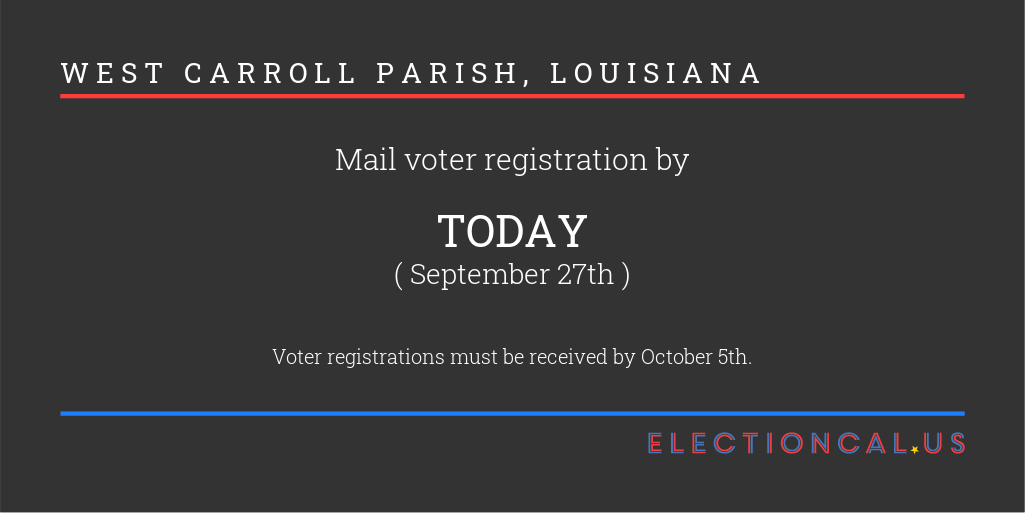 WEST CARROLL PARISH, LOUISIANA
Mail voter registration by
TODAY
( September 27th )
Voter registrations must be received by October 5th.
ELECTIONCAL.US